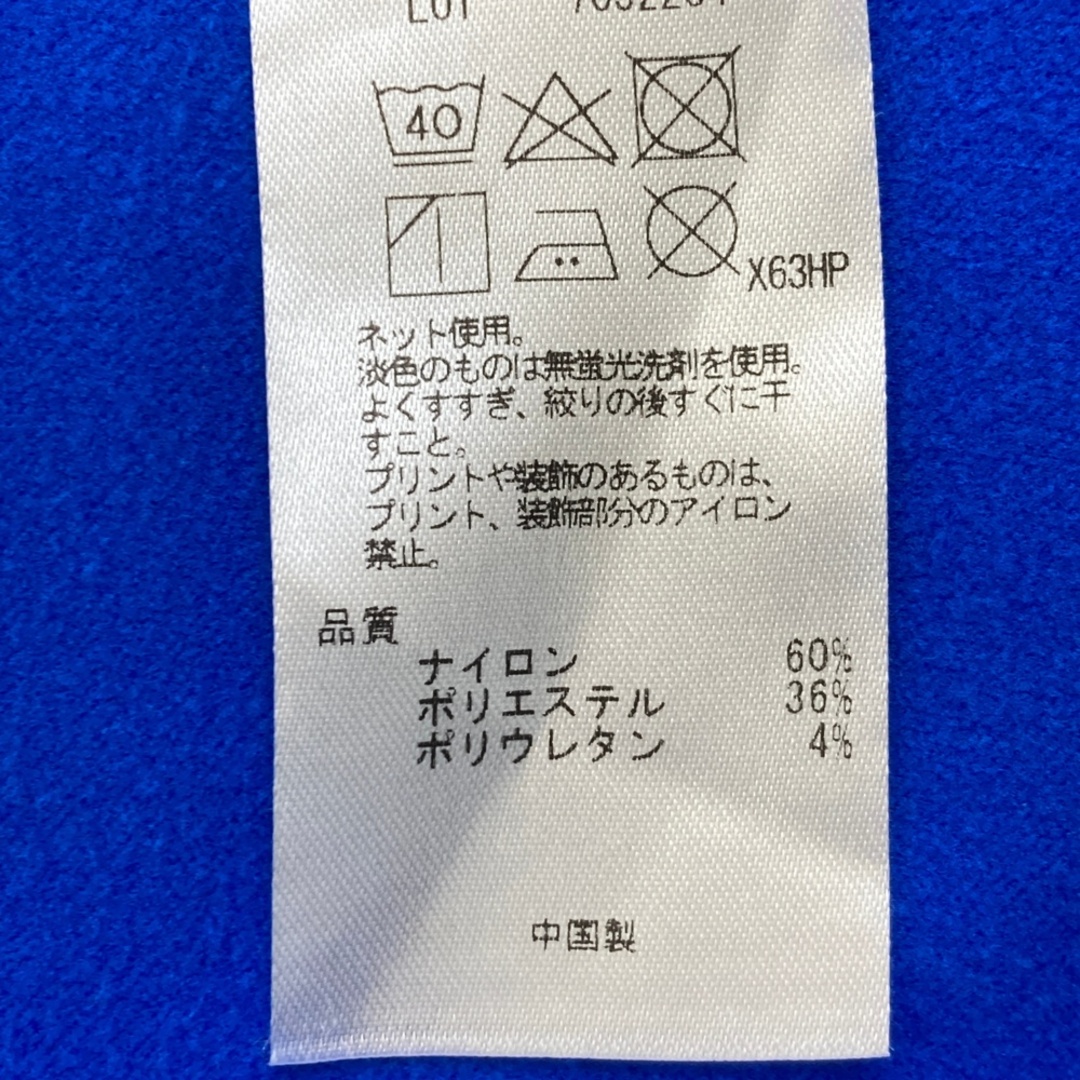 40
X63HP
ネット使用。
淡色のものは無蛍光洗剤を使用。
よくすすぎ、絞りの後すぐに干
すこと。
プリントや装飾のあるものは、
プリント、装飾部分のアイロン
禁止。
品質
ナイロン 60%
ポリエステル 36%
ポリウレタン 4%
中国製